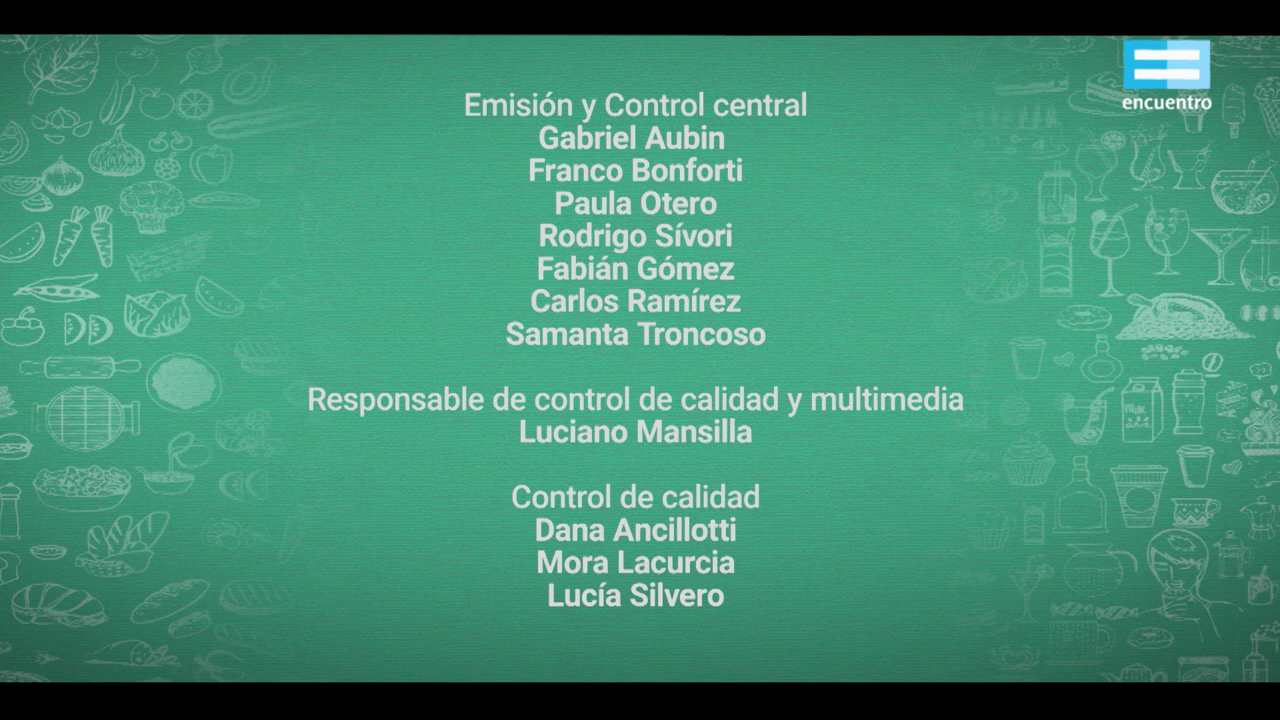 encuentro
Emisión y Control central
Gabriel Aubin
Franco Bonforti
Paula Otero
Rodrigo Sívori
Fabián Gómez
Carlos Ramírez
Samanta Troncoso
Responsable de control de calidad y multimedia
Luciano Mansilla
Control de calidad
Dana Ancillotti
Mora Lacurcia
Lucía Silvero